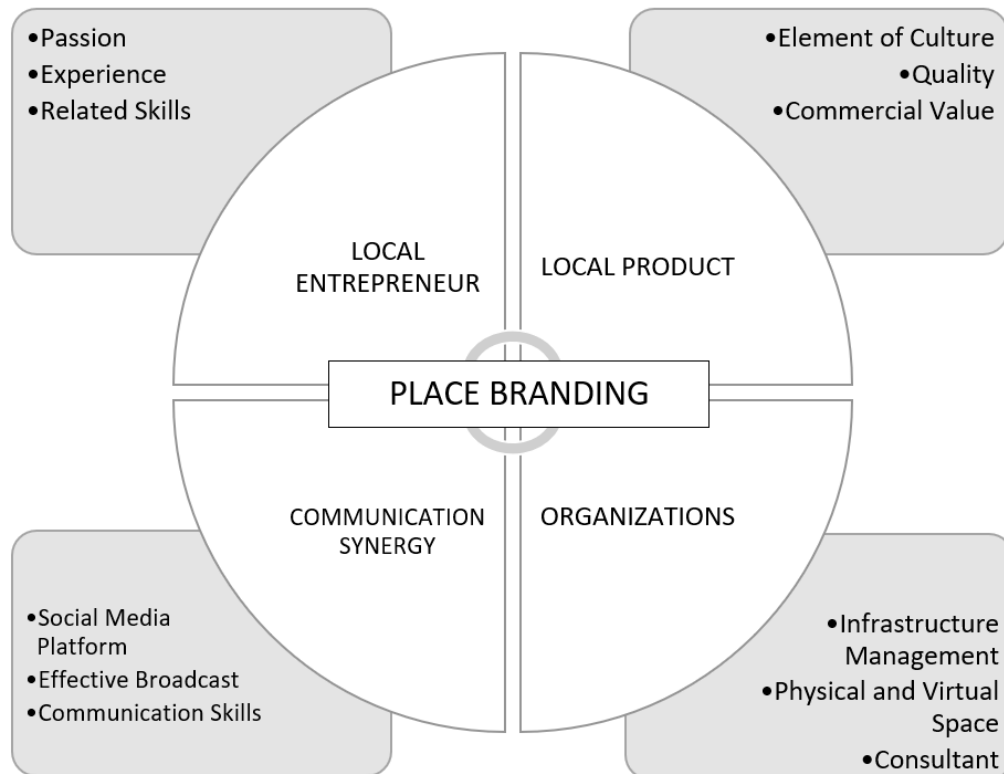 •Passion
•Experience
•Related Skills
•Element of Culture
•Quality
•Commercial Value
LOCAL
ENTREPRENEUR
LOCAL PRODUCT
PLACE BRANDING
COMMUNICATION
SYNERGY
ORGANIZATIONS
•Social Media
Platform
•Effective Broadcast
•Communication Skills
•Infrastructure
Management
•Physical and Virtual
Space
•Consultant